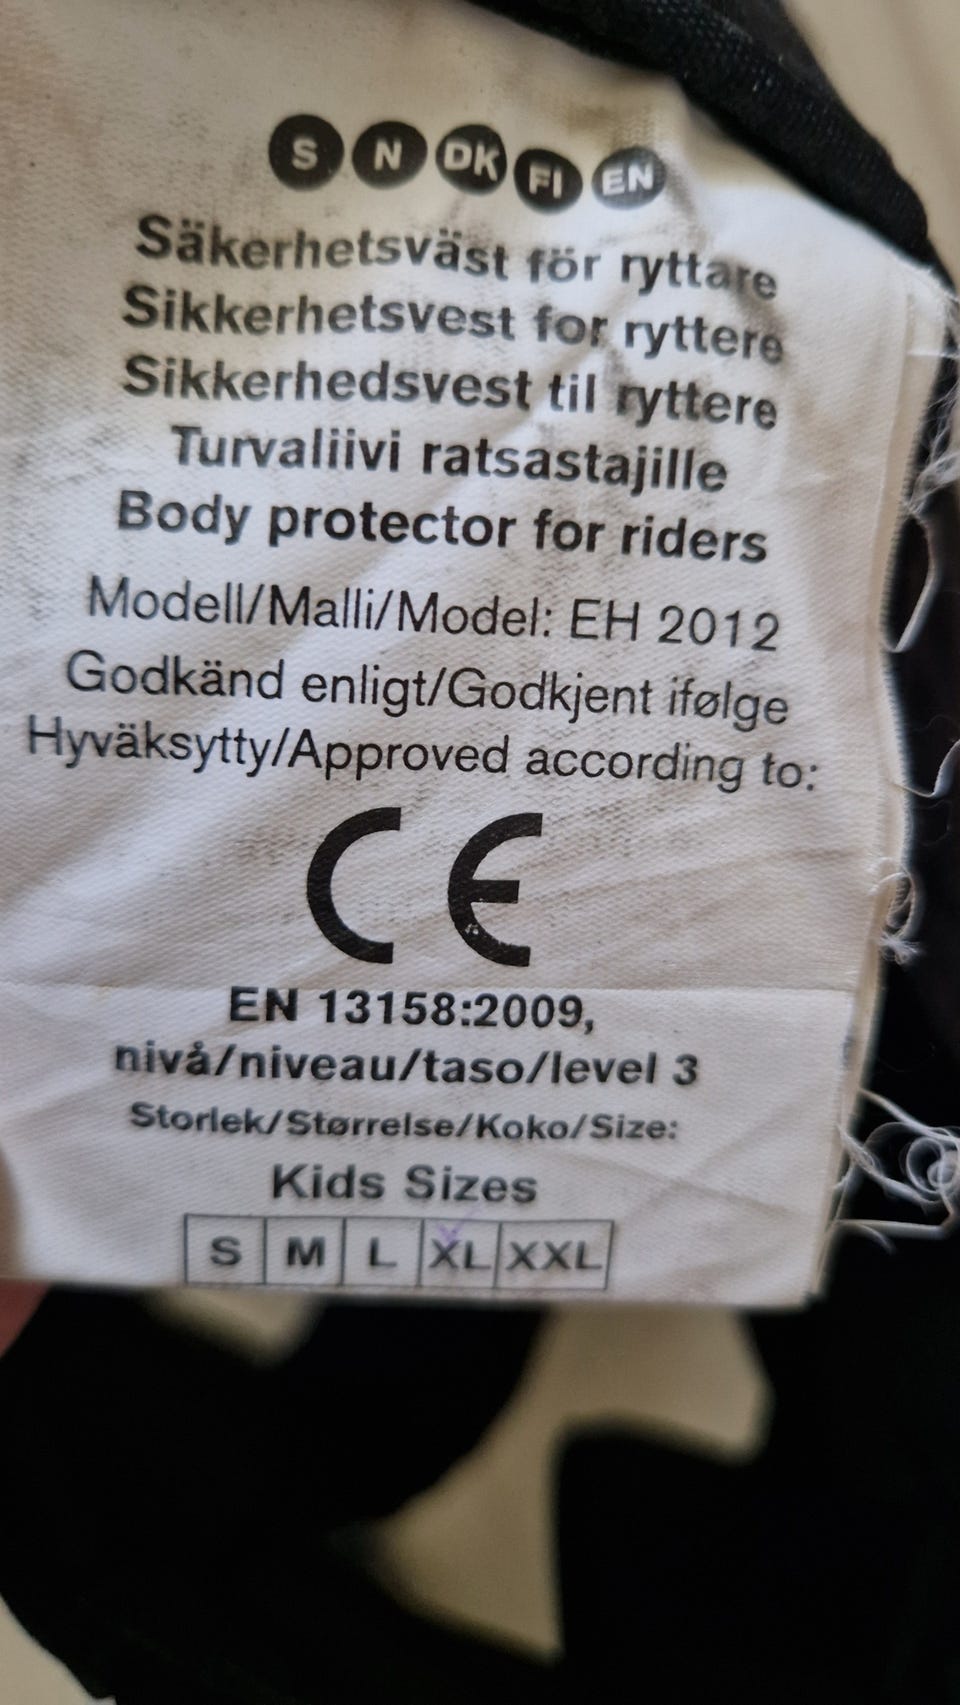 S N DK FI EN
Säkerhetsväst för ryttare
Sikkerhetsvest for ryttere
Sikkerhedsvest til ryttere
Turvaliivi ratsastajille
Body protector for riders
Modell/Malli/Model: EH 2012
Godkänd enligt/Godkjent ifølge
Hyväksytty/Approved according to:
CE
EN 13158:2009,
nivå/niveau/taso/level 3
Storlek/Størrelse/Koko/Size:
Kids Sizes
S M L XL XXL